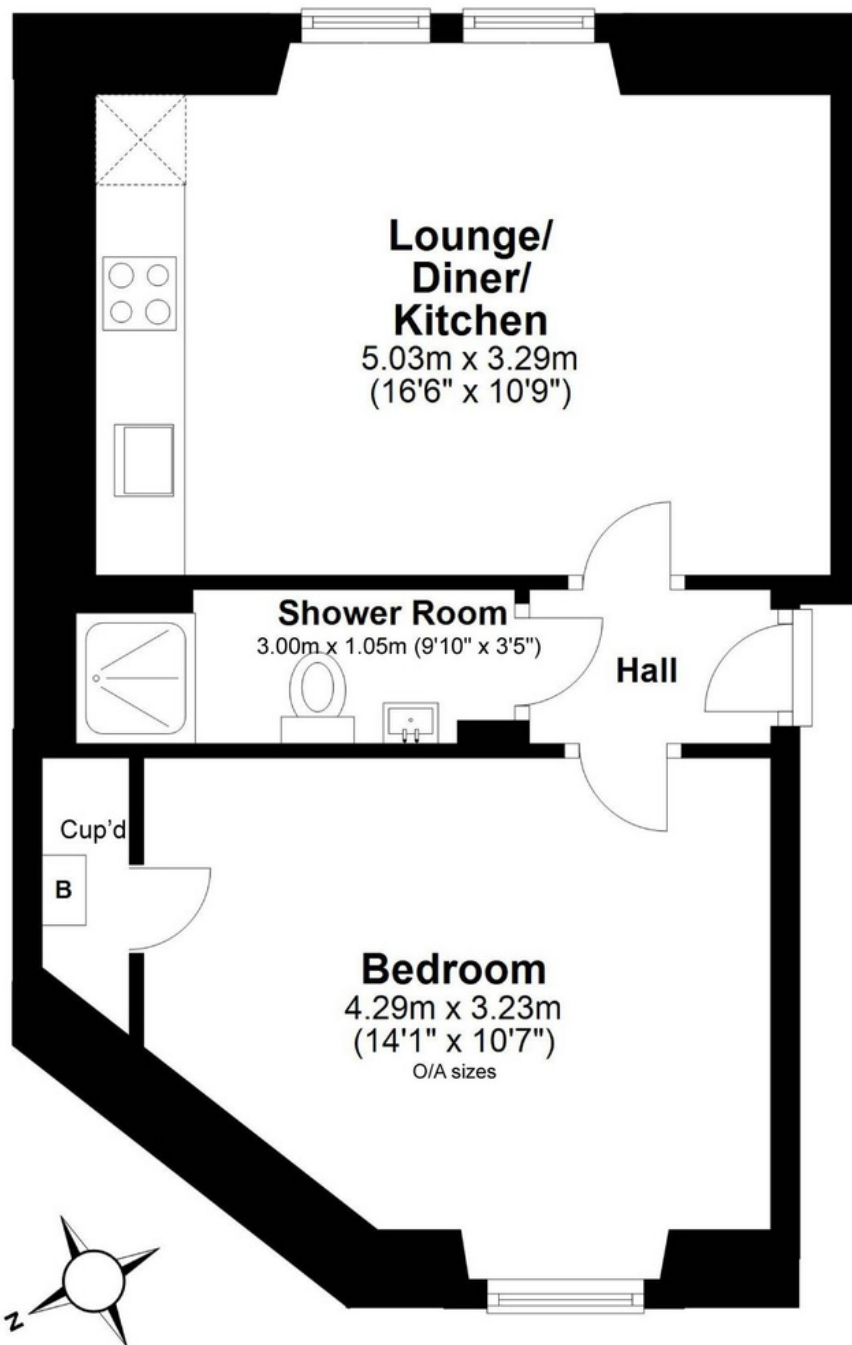 Lounge/
Diner/
Kitchen
5.03m x 3.29m
(16'6" x 10'9")
Shower Room
3.00m x 1.05m (9'10" x 3'5")
Hall
Cup'd
B
Bedroom
4.29m x 3.23m
(14'1" x 10'7")
O/A sizes
N